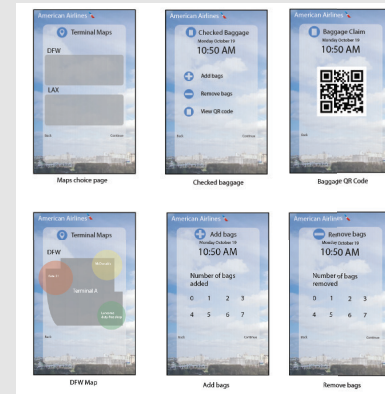 American Airlines
Terminal Maps
DFW
LAX
Back
Continue
Maps choice page
American Airlines
Checked Baggage
Monday October 19
10:50 AM
Add bags
Remove bags
View QR code
Back
Continue
Checked baggage
American Airlines
Baggage Claim
Monday October 19
10:50 AM
Back
Baggage QR Code
American Airlines
Terminal Maps
DFW
Terminal A
Back
Continue
DFW Map
American Airlines
Add bags
Monday October 19
10:50 AM
Number of bags
added
0 1 2 3
4 5 6 7
Back
Continue
Add bags
American Airlines
Remove bags
Monday October 19
10:50 AM
Number of bags
removed
0 1 2 3
4 5 6 7
Back
Continue
Remove bags